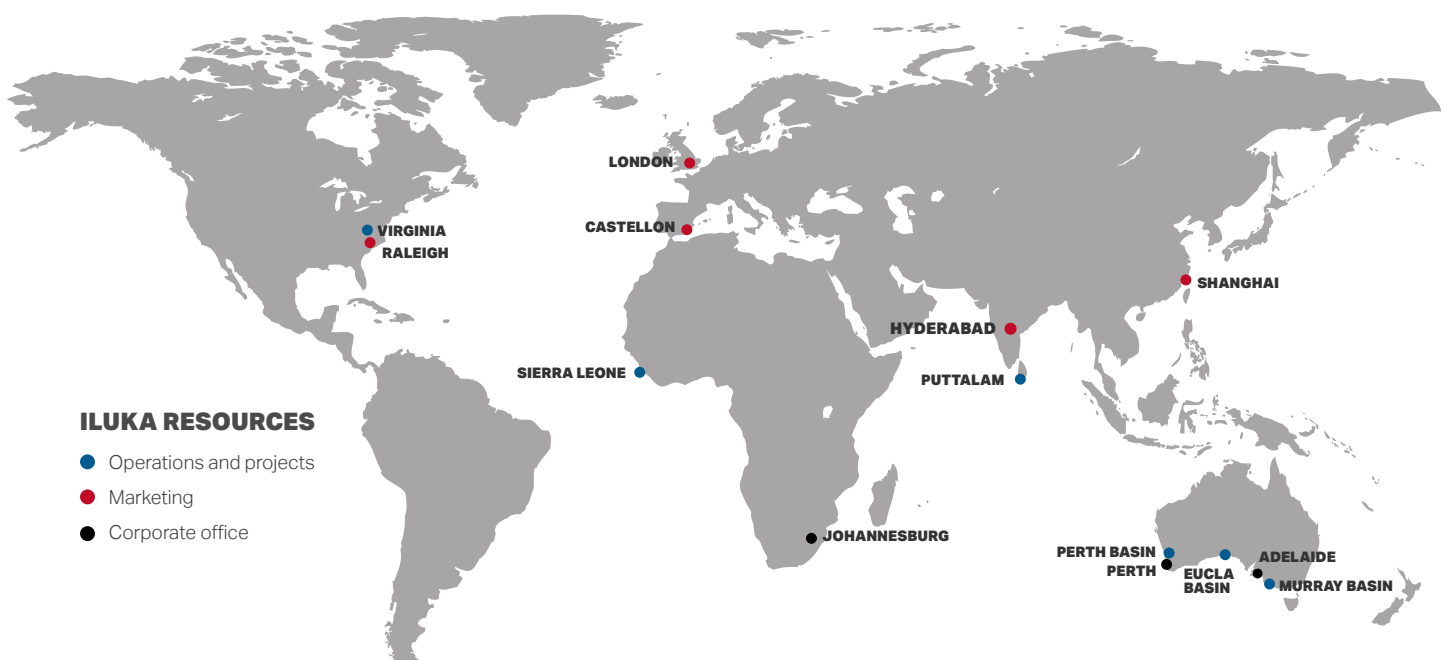 LONDON
CASTELLON
VIRGINIA
RALEIGH
SHANGHAI
HYDERABAD
SIERRA LEONE
PUTTALAM
ILUKA RESOURCES
Operations and projects
Marketing
Corporate office
JOHANNESBURG
PERTH BASIN
PERTH
EUCLA
BASIN
ADELAIDE
MURRAY BASIN